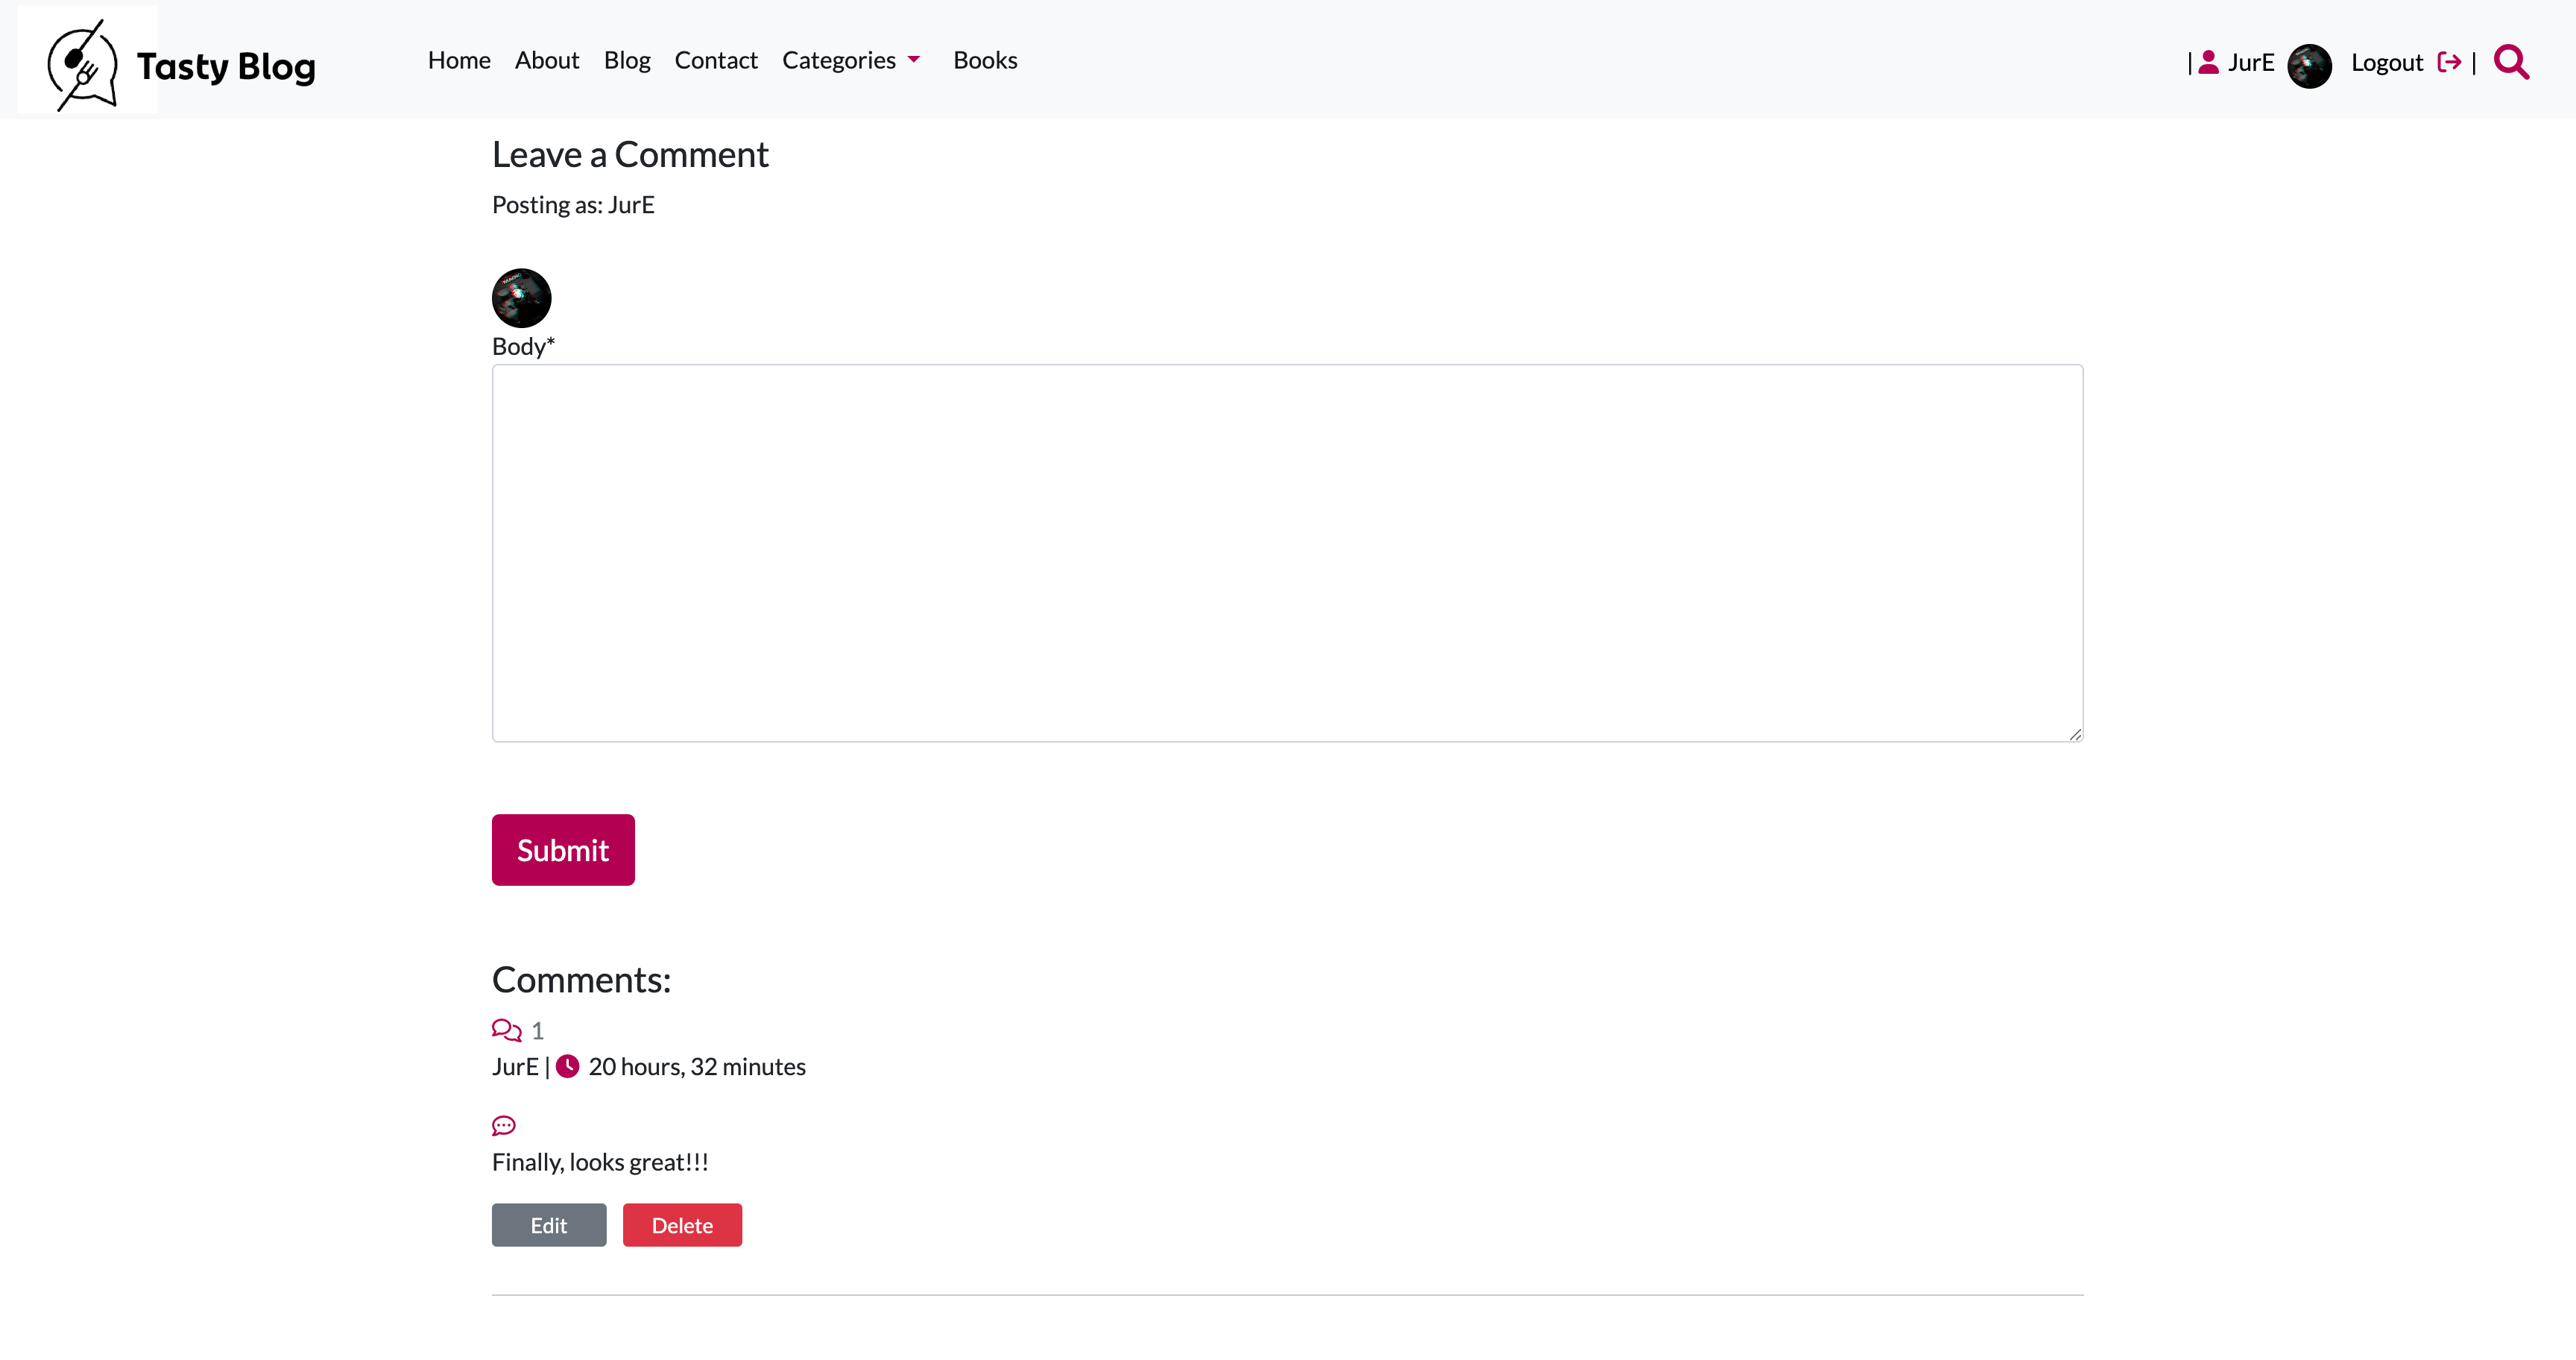 Tasty Blog
Home About Blog Contact Categories Books
| JurE Logout |
Leave a Comment
Posting as: JurE
Body*
Submit
Comments:
1
JurE | 20 hours, 32 minutes
Finally, looks great!!!
Edit Delete